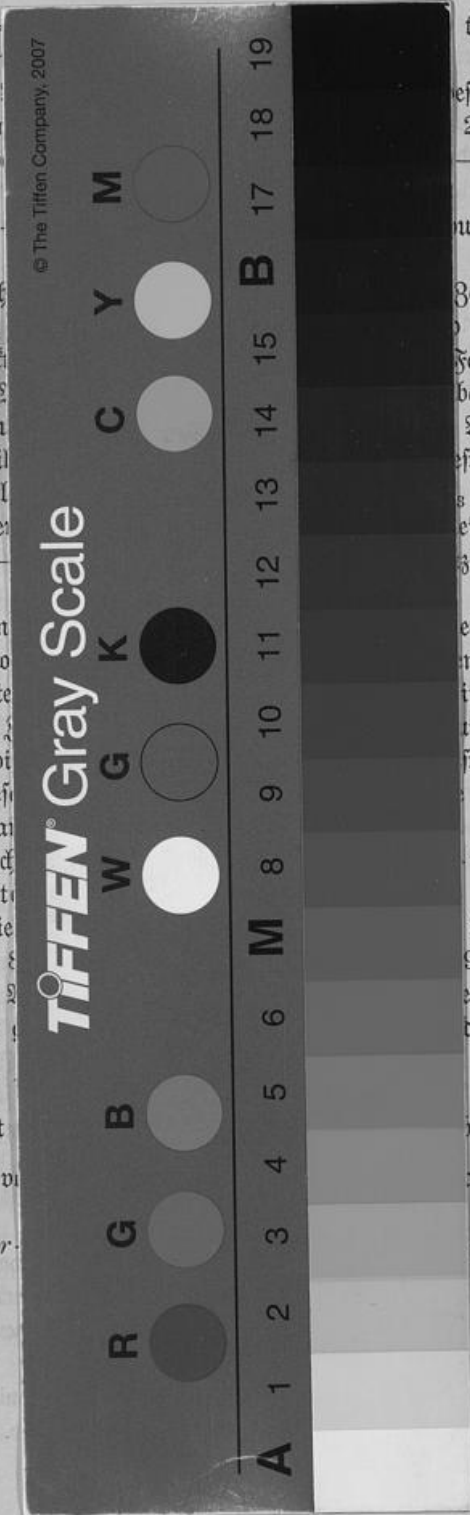 TIFFEN® Gray Scale
© The Tiffen Company, 2007
R G B W G K C Y M
A 1 2 3 4 5 6 M 8 9 10 11 12 13 14 15 B 17 18 19